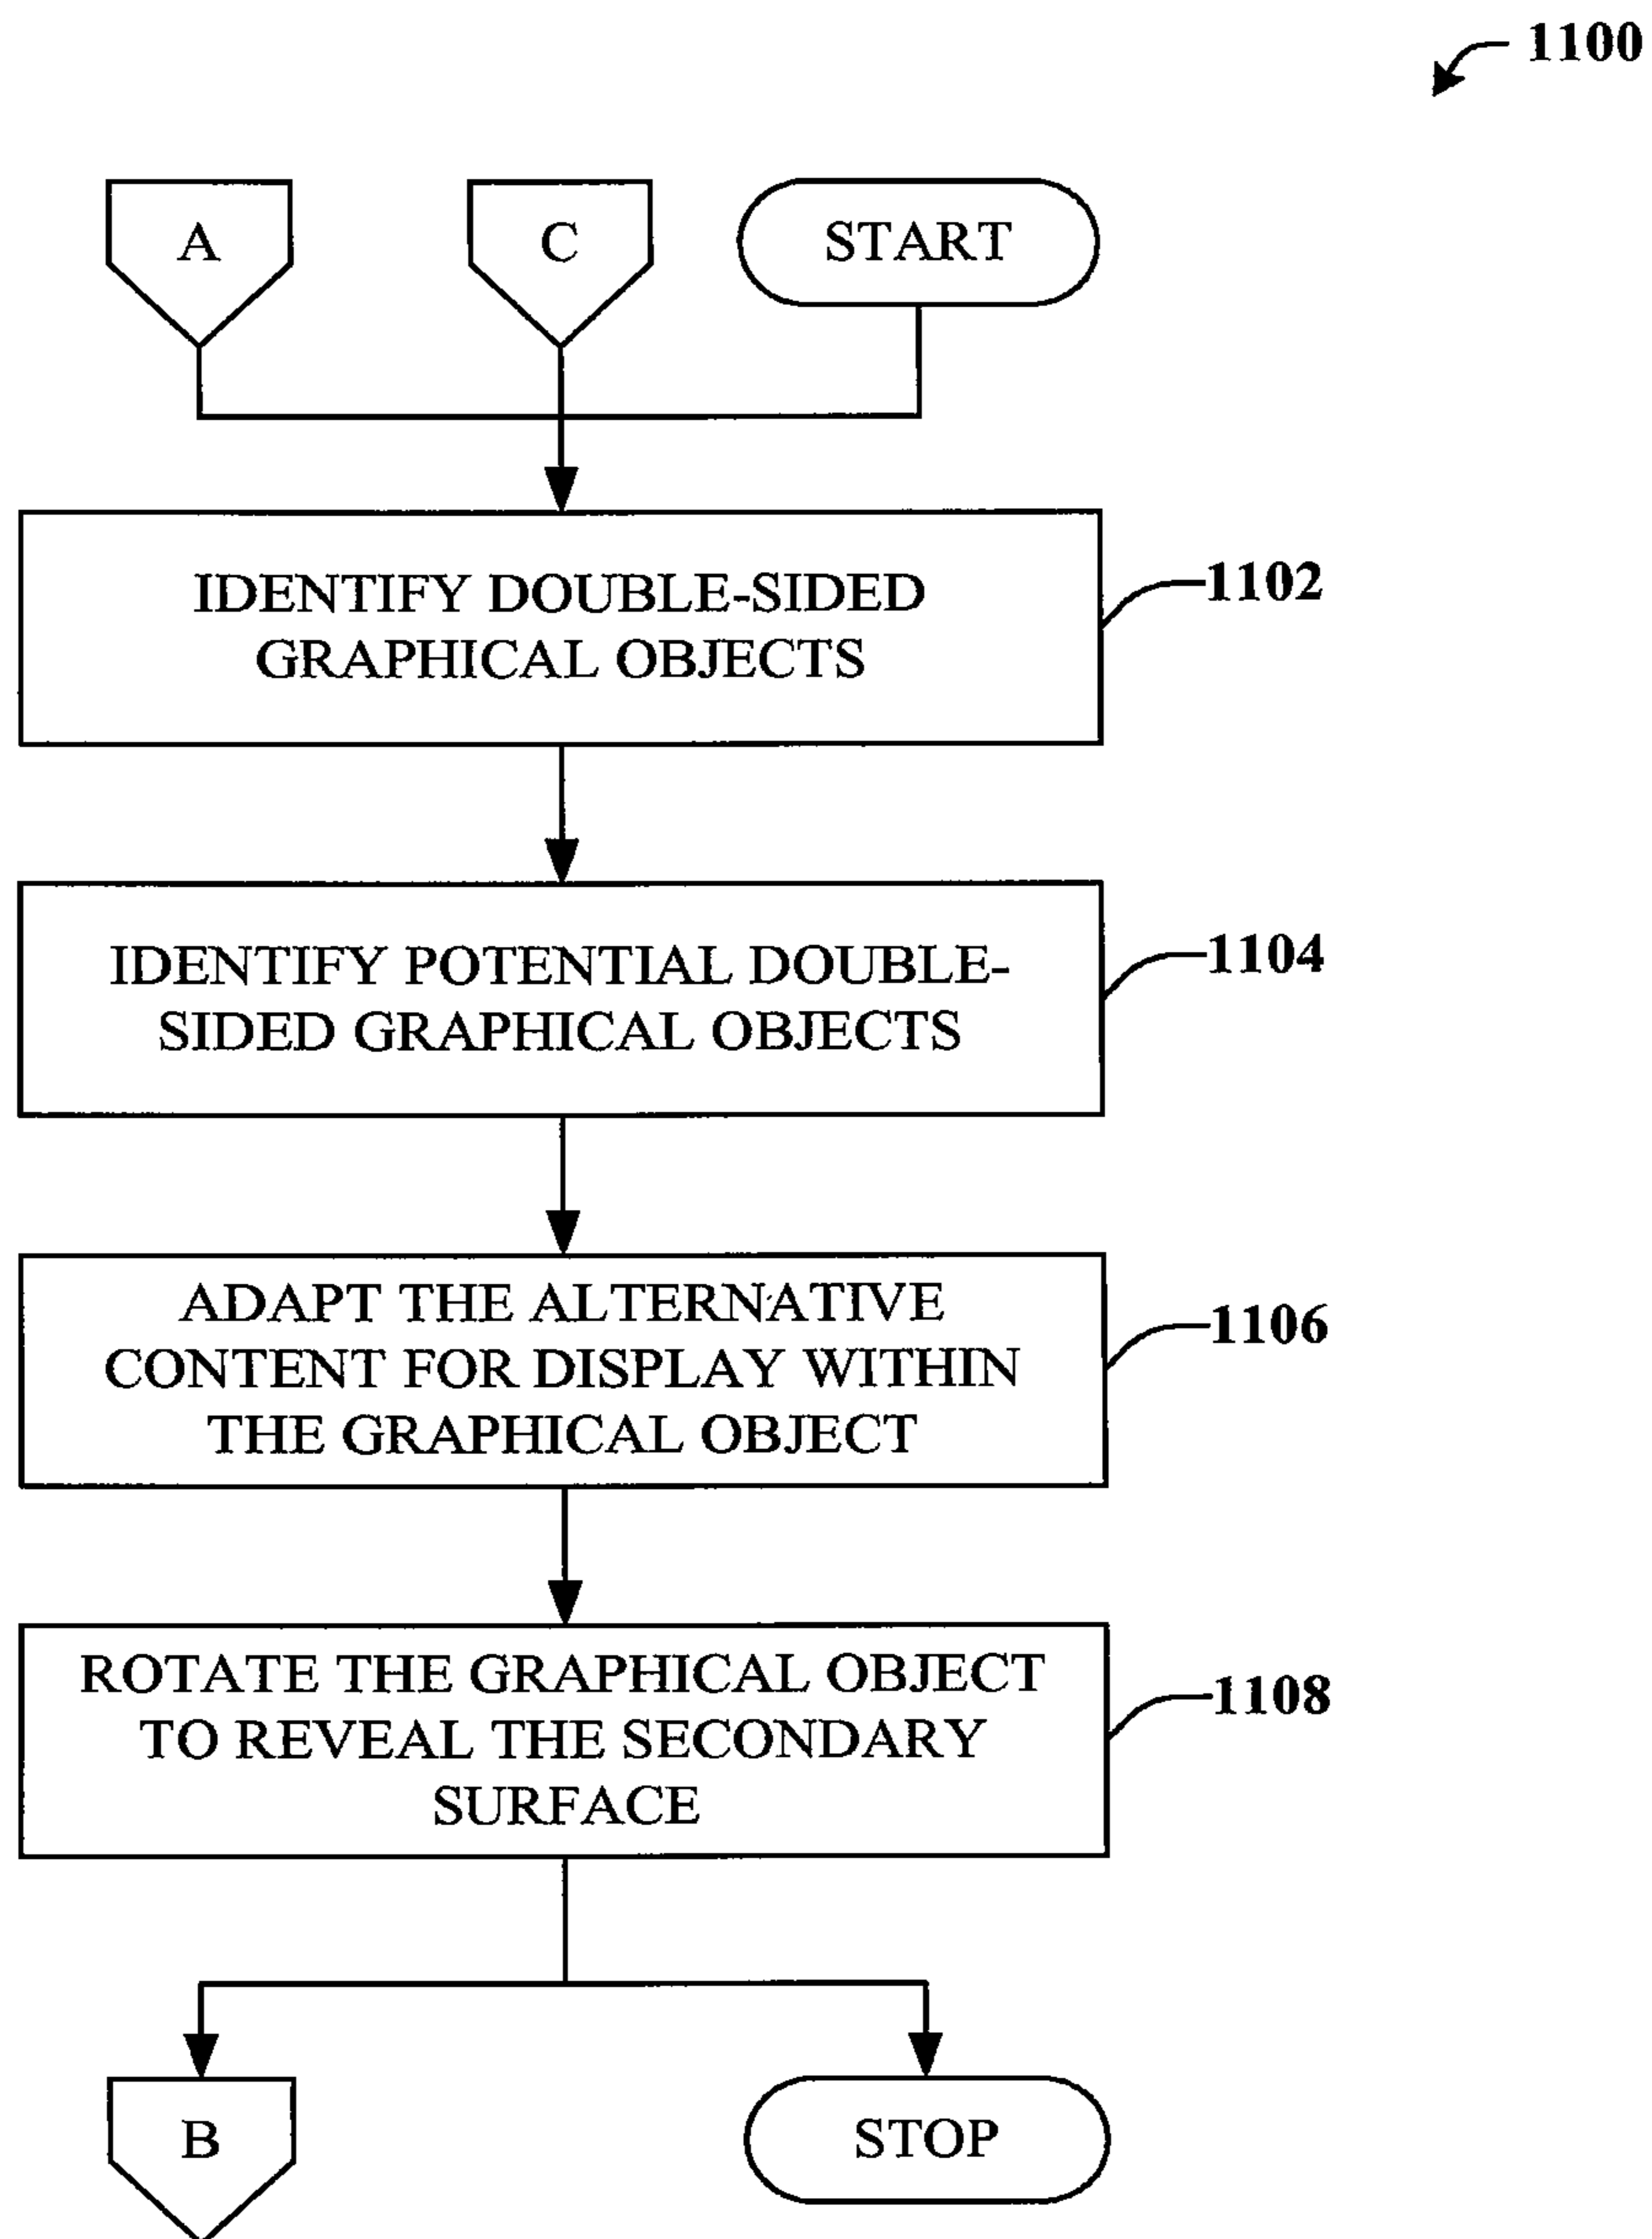 1100
A
C
START
IDENTIFY DOUBLE-SIDED
GRAPHICAL OBJECTS
1102
IDENTIFY POTENTIAL DOUBLE-
SIDED GRAPHICAL OBJECTS
1104
ADAPT THE ALTERNATIVE
CONTENT FOR DISPLAY WITHIN
THE GRAPHICAL OBJECT
1106
ROTATE THE GRAPHICAL OBJECT
TO REVEAL THE SECONDARY
SURFACE
1108
B
STOP